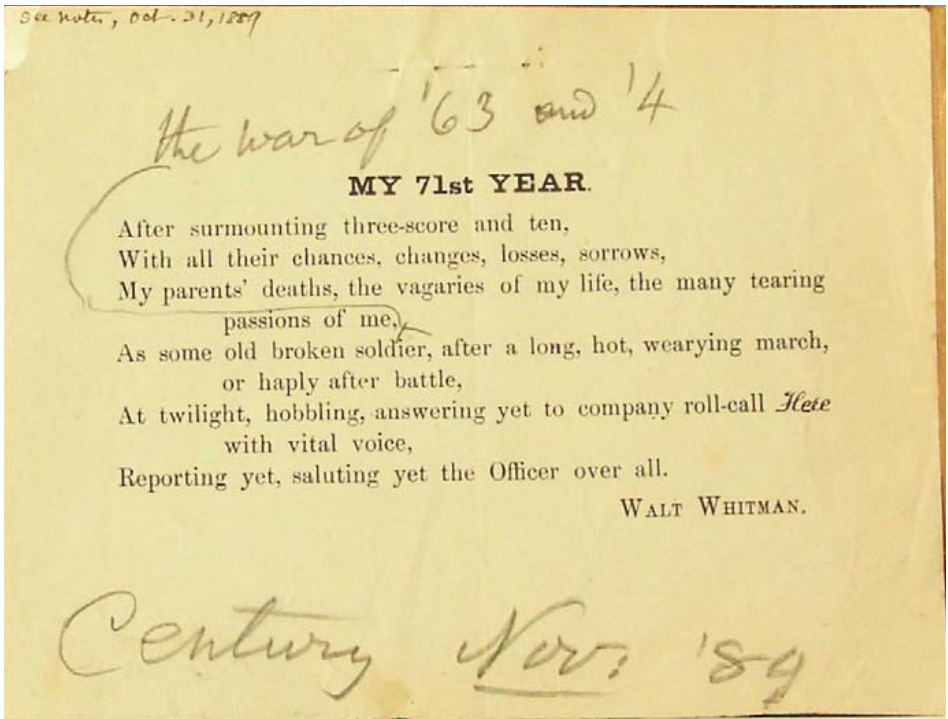 See notes, Oct. 31, 1889
the war of '63 and '4
MY 71st YEAR.
After surmounting three-score and ten,
With all their chances, changes, losses, sorrows,
My parents' deaths, the vagaries of my life, the many tearing
passions of me,
As some old broken soldier, after a long, hot, wearying march,
or haply after battle,
At twilight, hobbling, answering yet to company roll-call Here
with vital voice,
Reporting yet, saluting yet the Officer over all.
WALT WHITMAN.
Century Nov. '89